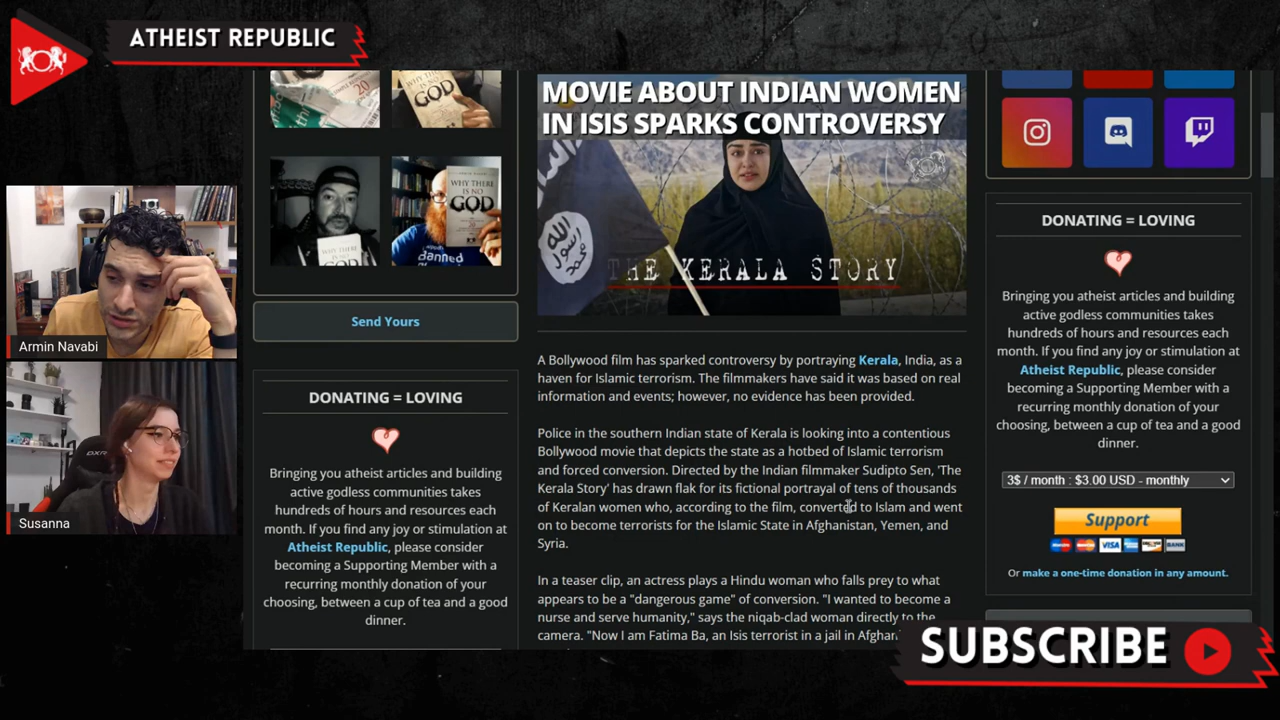 ATHEIST REPUBLIC
Armin Navabi
Susanna
WHY THERE
IS NO
GOD
Send Yours
DONATING = LOVING
Bringing you atheist articles and building
active godless communities takes
hundreds of hours and resources each
month. If you find any joy or stimulation at
Atheist Republic, please consider
becoming a Supporting Member with a
recurring monthly donation of your
choosing, between a cup of tea and a good
dinner.
MOVIE ABOUT INDIAN WOMEN
IN ISIS SPARKS CONTROVERSY
THE KERALA STORY
A Bollywood film has sparked controversy by portraying Kerala, India, as a
haven for Islamic terrorism. The filmmakers have said it was based on real
information and events; however, no evidence has been provided.
Police in the southern Indian state of Kerala is looking into a contentious
Bollywood movie that depicts the state as a hotbed of Islamic terrorism
and forced conversion. Directed by the Indian filmmaker Sudipto Sen, 'The
Kerala Story' has drawn flak for its fictional portrayal of tens of thousands
of Keralan women who, according to the film, converted to Islam and went
on to become terrorists for the Islamic State in Afghanistan, Yemen, and
Syria.
In a teaser clip, an actress plays a Hindu woman who falls prey to what
appears to be a "dangerous game" of conversion. "I wanted to become a
nurse and serve humanity," says the niqab-clad woman directly to the
camera. "Now I am Fatima Ba, an Isis terrorist in a jail in Afghan
DONATING = LOVING
Bringing you atheist articles and building
active godless communities takes
hundreds of hours and resources each
month. If you find any joy or stimulation at
Atheist Republic, please consider
becoming a Supporting Member with a
recurring monthly donation of your
choosing, between a cup of tea and a good
dinner.
3$ / month : $3.00 USD - monthly
Support
VISA
BANK
Or make a one-time donation in any amount.
SUBSCRIBE